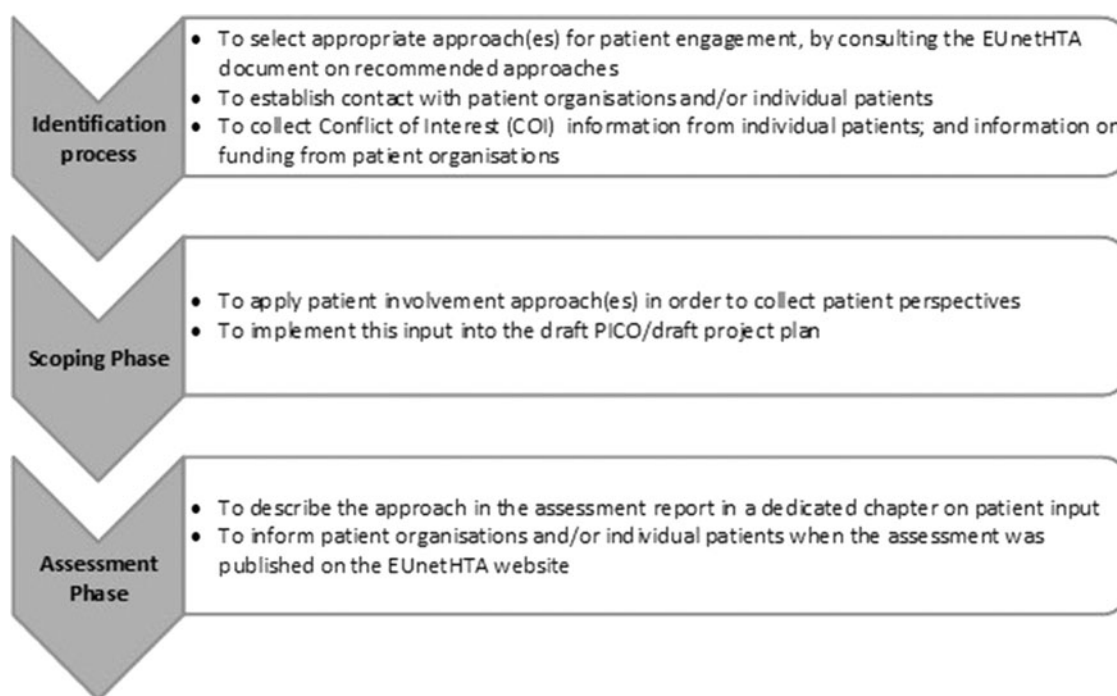 Identification
process
• To select appropriate approach(es) for patient engagement, by consulting the EUnetHTA
document on recommended approaches
• To establish contact with patient organisations and/or individual patients
• To collect Conflict of Interest (COI) information from individual patients; and information on
funding from patient organisations
Scoping Phase
• To apply patient involvement approach(es) in order to collect patient perspectives
• To implement this input into the draft PICO/draft project plan
Assessment
Phase
• To describe the approach in the assessment report in a dedicated chapter on patient input
• To inform patient organisations and/or individual patients when the assessment was
published on the EUnetHTA website